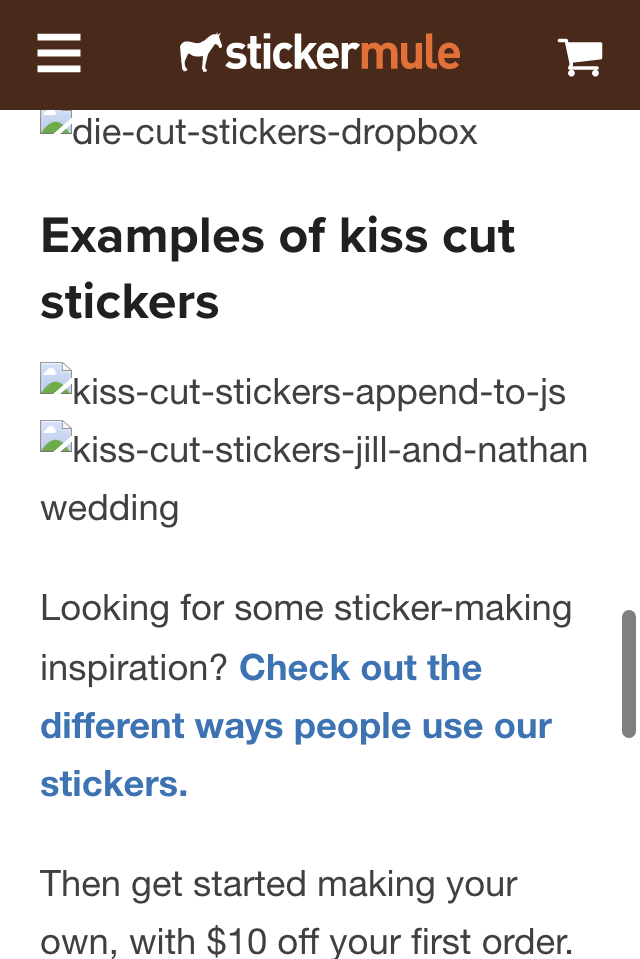 stickermule
die-cut-stickers-dropbox
Examples of kiss cut
stickers
kiss-cut-stickers-append-to-js
kiss-cut-stickers-jill-and-nathan
wedding
Looking for some sticker-making
inspiration? Check out the
different ways people use our
stickers.
Then get started making your
own, with $10 off your first order.